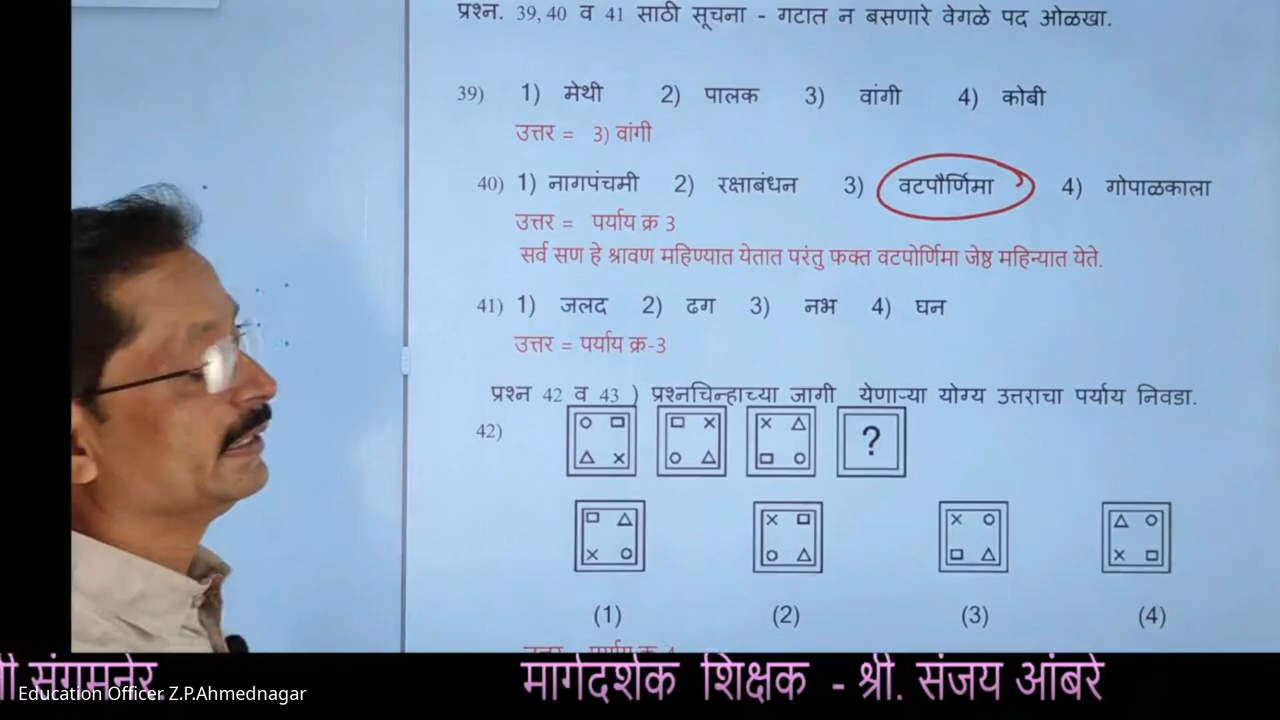 प्रश्न. 39, 40 व 41 साठी सूचना - गटात न बसणारे वेगळे पद ओळखा.
39) 1) मेथी 2) पालक 3) वांगी 4) कोबी
उत्तर = 3) वांगी
40) 1) नागपंचमी 2) रक्षाबंधन 3) वटपौर्णिमा 4) गोपाळकाला
उत्तर = पर्याय क्र 3
सर्व सण हे श्रावण महिण्यात येतात परंतु फक्त वटपोर्णिमा जेष्ठ महिन्यात येते.
41) 1) जलद 2) ढग 3) नभ 4) घन
उत्तर = पर्याय क्र-3
प्रश्न 42 व 43 ) प्रश्नचिन्हाच्या जागी येणाऱ्या योग्य उत्तराचा पर्याय निवडा.
42)
?
(1) (2) (3) (4)
संगमनेर.
मार्गदर्शक शिक्षक - श्री. संजय आंबरे
Education Officer Z.P.Ahmednagar